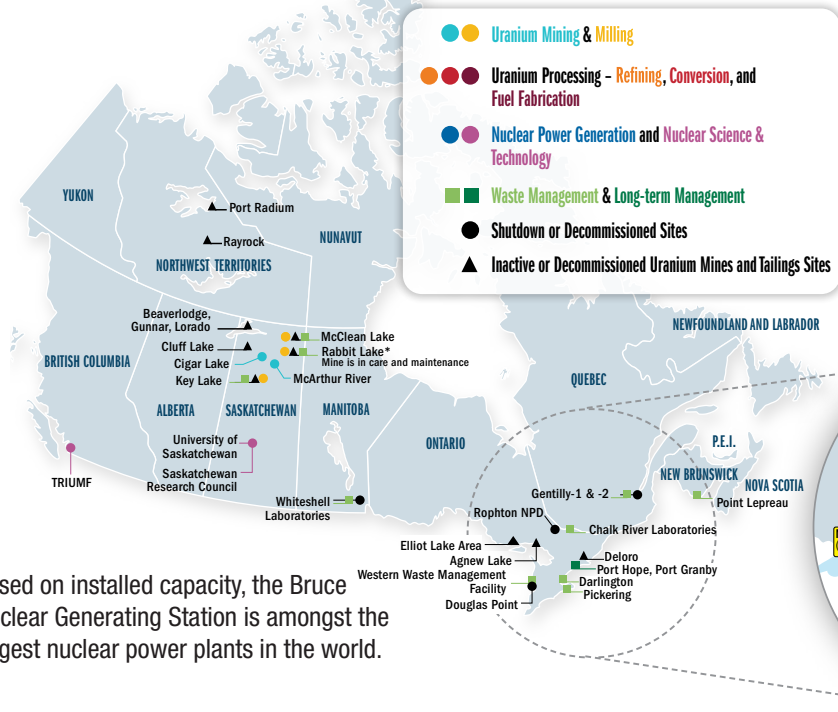 Uranium Mining & Milling
Uranium Processing – Refining, Conversion, and
Fuel Fabrication
Nuclear Power Generation and Nuclear Science &
Technology
Waste Management & Long-term Management
Shutdown or Decommissioned Sites
Inactive or Decommissioned Uranium Mines and Tailings Sites
YUKON
Port Radium
Rayrock
NUNAVUT
NORTHWEST TERRITORIES
Beaverlodge,
Gunnar, Lorado
McClean Lake
Cluff Lake
Rabbit Lake*
Mine is in care and maintenance
Cigar Lake
Key Lake
McArthur River
BRITISH COLUMBIA
ALBERTA
SASKATCHEWAN
MANITOBA
ONTARIO
QUEBEC
NEWFOUNDLAND AND LABRADOR
P.E.I.
NEW BRUNSWICK
NOVA SCOTIA
University of
Saskatchewan
Saskatchewan
Research Council
TRIUMF
Whiteshell
Laboratories
Gentilly-1 & -2
Point Lepreau
Rophton NPD
Chalk River Laboratories
Elliot Lake Area
Agnew Lake
Deloro
Port Hope, Port Granby
Western Waste Management
Facility
Darlington
Pickering
Douglas Point
sed on installed capacity, the Bruce
clear Generating Station is amongst the
gest nuclear power plants in the world.